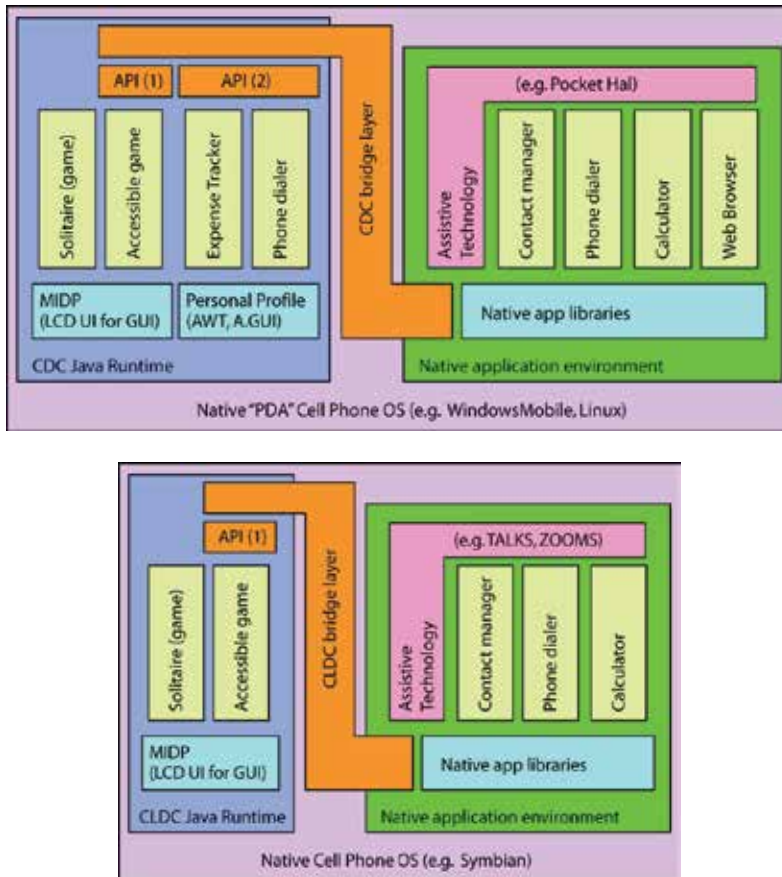 API (1)
API (2)
Solitaire (game)
Accessible game
Expense Tracker
Phone dialer
MIDP
(LCD UI for GUI)
Personal Profile
(AWT, A.GUI)
CDC Java Runtime
CDC bridge layer
(e.g. Pocket Hal)
Assistive
Technology
Contact manager
Phone dialer
Calculator
Web Browser
Native app libraries
Native application environment
Native "PDA" Cell Phone OS (e.g. WindowsMobile, Linux)
API (1)
Solitaire (game)
Accessible game
MIDP
(LCD UI for GUI)
CLDC Java Runtime
CLDC bridge layer
(e.g. TALKS, ZOOMS)
Assistive
Technology
Contact manager
Phone dialer
Calculator
Native app libraries
Native application environment
Native Cell Phone OS (e.g. Symbian)